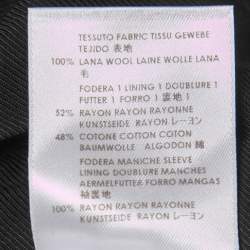 TESSUTO FABRIC TISSU GEWEBE
TEJIDO 表地
100% LANA WOOL LAINE WOLLE LANA
毛
FODERA 1 LINING 1 DOUBLURE 1
FUTTER 1 FORRO 1 裏地 1
52% RAYON RAYON RAYONNE
KUNSTSEIDE RAYON レーヨン
48% COTONE COTTON COTON
BAUMWOLLE ALGODON 綿
FODERA MANICHE SLEEVE
LINING DOUBLURE MANCHES
AERMELFUTTER FORRO MANGAS
袖裏地
100% RAYON RAYON RAYONNE
KUNSTSEIDE RAYON レーヨン